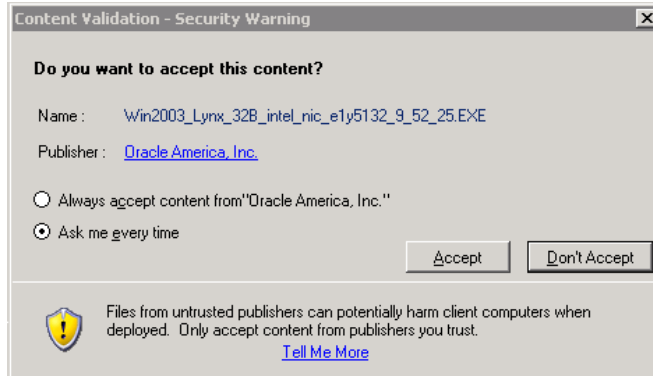 Content Validation - Security Warning
Do you want to accept this content?
Name : Win2003_Lynx_32B_intel_nic_e1y5132_9_52_25.EXE
Publisher : Oracle America, Inc.
Always accept content from"Oracle America, Inc."
Ask me every time
Accept Don't Accept
Files from untrusted publishers can potentially harm client computers when
deployed. Only accept content from publishers you trust.
Tell Me More